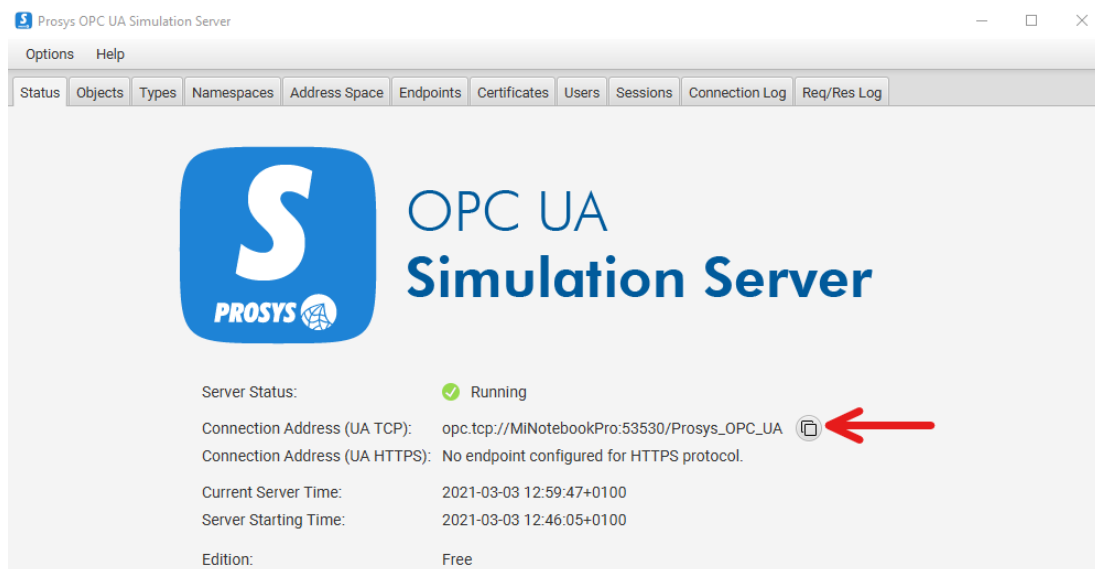 Prosys OPC UA Simulation Server
Options Help
Status Objects Types Namespaces Address Space Endpoints Certificates Users Sessions Connection Log Req/Res Log
S
PROSYS
OPC UA
Simulation Server
Server Status: Running
Connection Address (UA TCP): opc.tcp://MiNotebookPro:53530/Prosys_OPC_UA
Connection Address (UA HTTPS): No endpoint configured for HTTPS protocol.
Current Server Time: 2021-03-03 12:59:47+0100
Server Starting Time: 2021-03-03 12:46:05+0100
Edition: Free